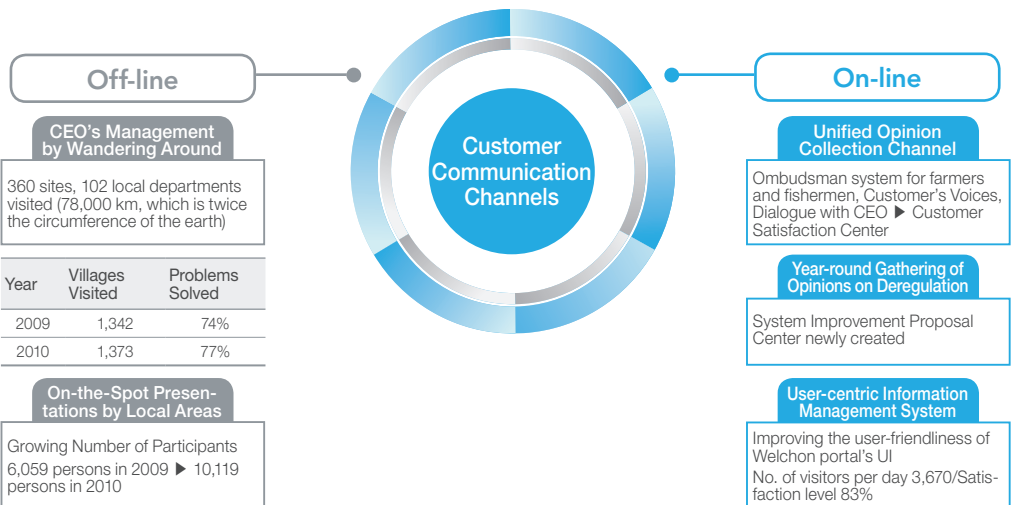 Off-line
CEO's Management
by Wandering Around
360 sites, 102 local departments
visited (78,000 km, which is twice
the circumference of the earth)
Year Villages Visited Problems Solved
2009 1,342 74%
2010 1,373 77%
On-the-Spot Presen-
tations by Local Areas
Growing Number of Participants
6,059 persons in 2009 ▶ 10,119
persons in 2010
Customer
Communication
Channels
On-line
Unified Opinion
Collection Channel
Ombudsman system for farmers
and fishermen, Customer's Voices,
Dialogue with CEO ▶ Customer
Satisfaction Center
Year-round Gathering of
Opinions on Deregulation
System Improvement Proposal
Center newly created
User-centric Information
Management System
Improving the user-friendliness of
Welchon portal's UI
No. of visitors per day 3,670/Satis-
faction level 83%